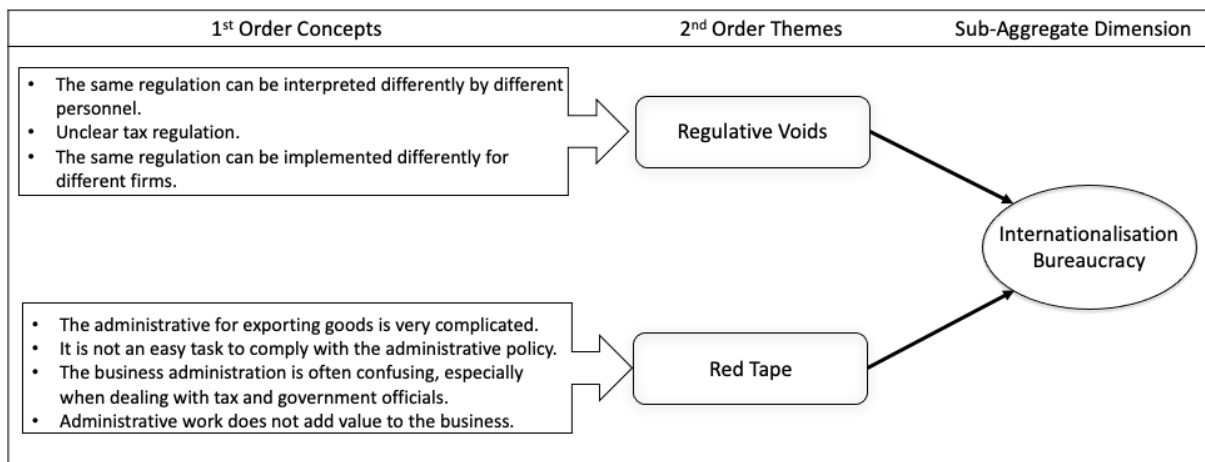 1st Order Concepts 2nd Order Themes Sub-Aggregate Dimension
• The same regulation can be interpreted differently by different
personnel.
• Unclear tax regulation.
• The same regulation can be implemented differently for
different firms.
Regulative Voids
Internationalisation
Bureaucracy
• The administrative for exporting goods is very complicated.
• It is not an easy task to comply with the administrative policy.
• The business administration is often confusing, especially
when dealing with tax and government officials.
• Administrative work does not add value to the business.
Red Tape